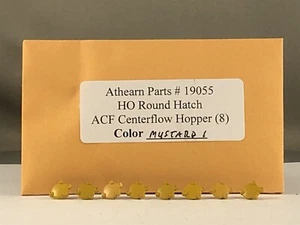 Athearn Parts # 19055
HO Round Hatch
ACF Centerflow Hopper (8)
Color MUSTARD 1